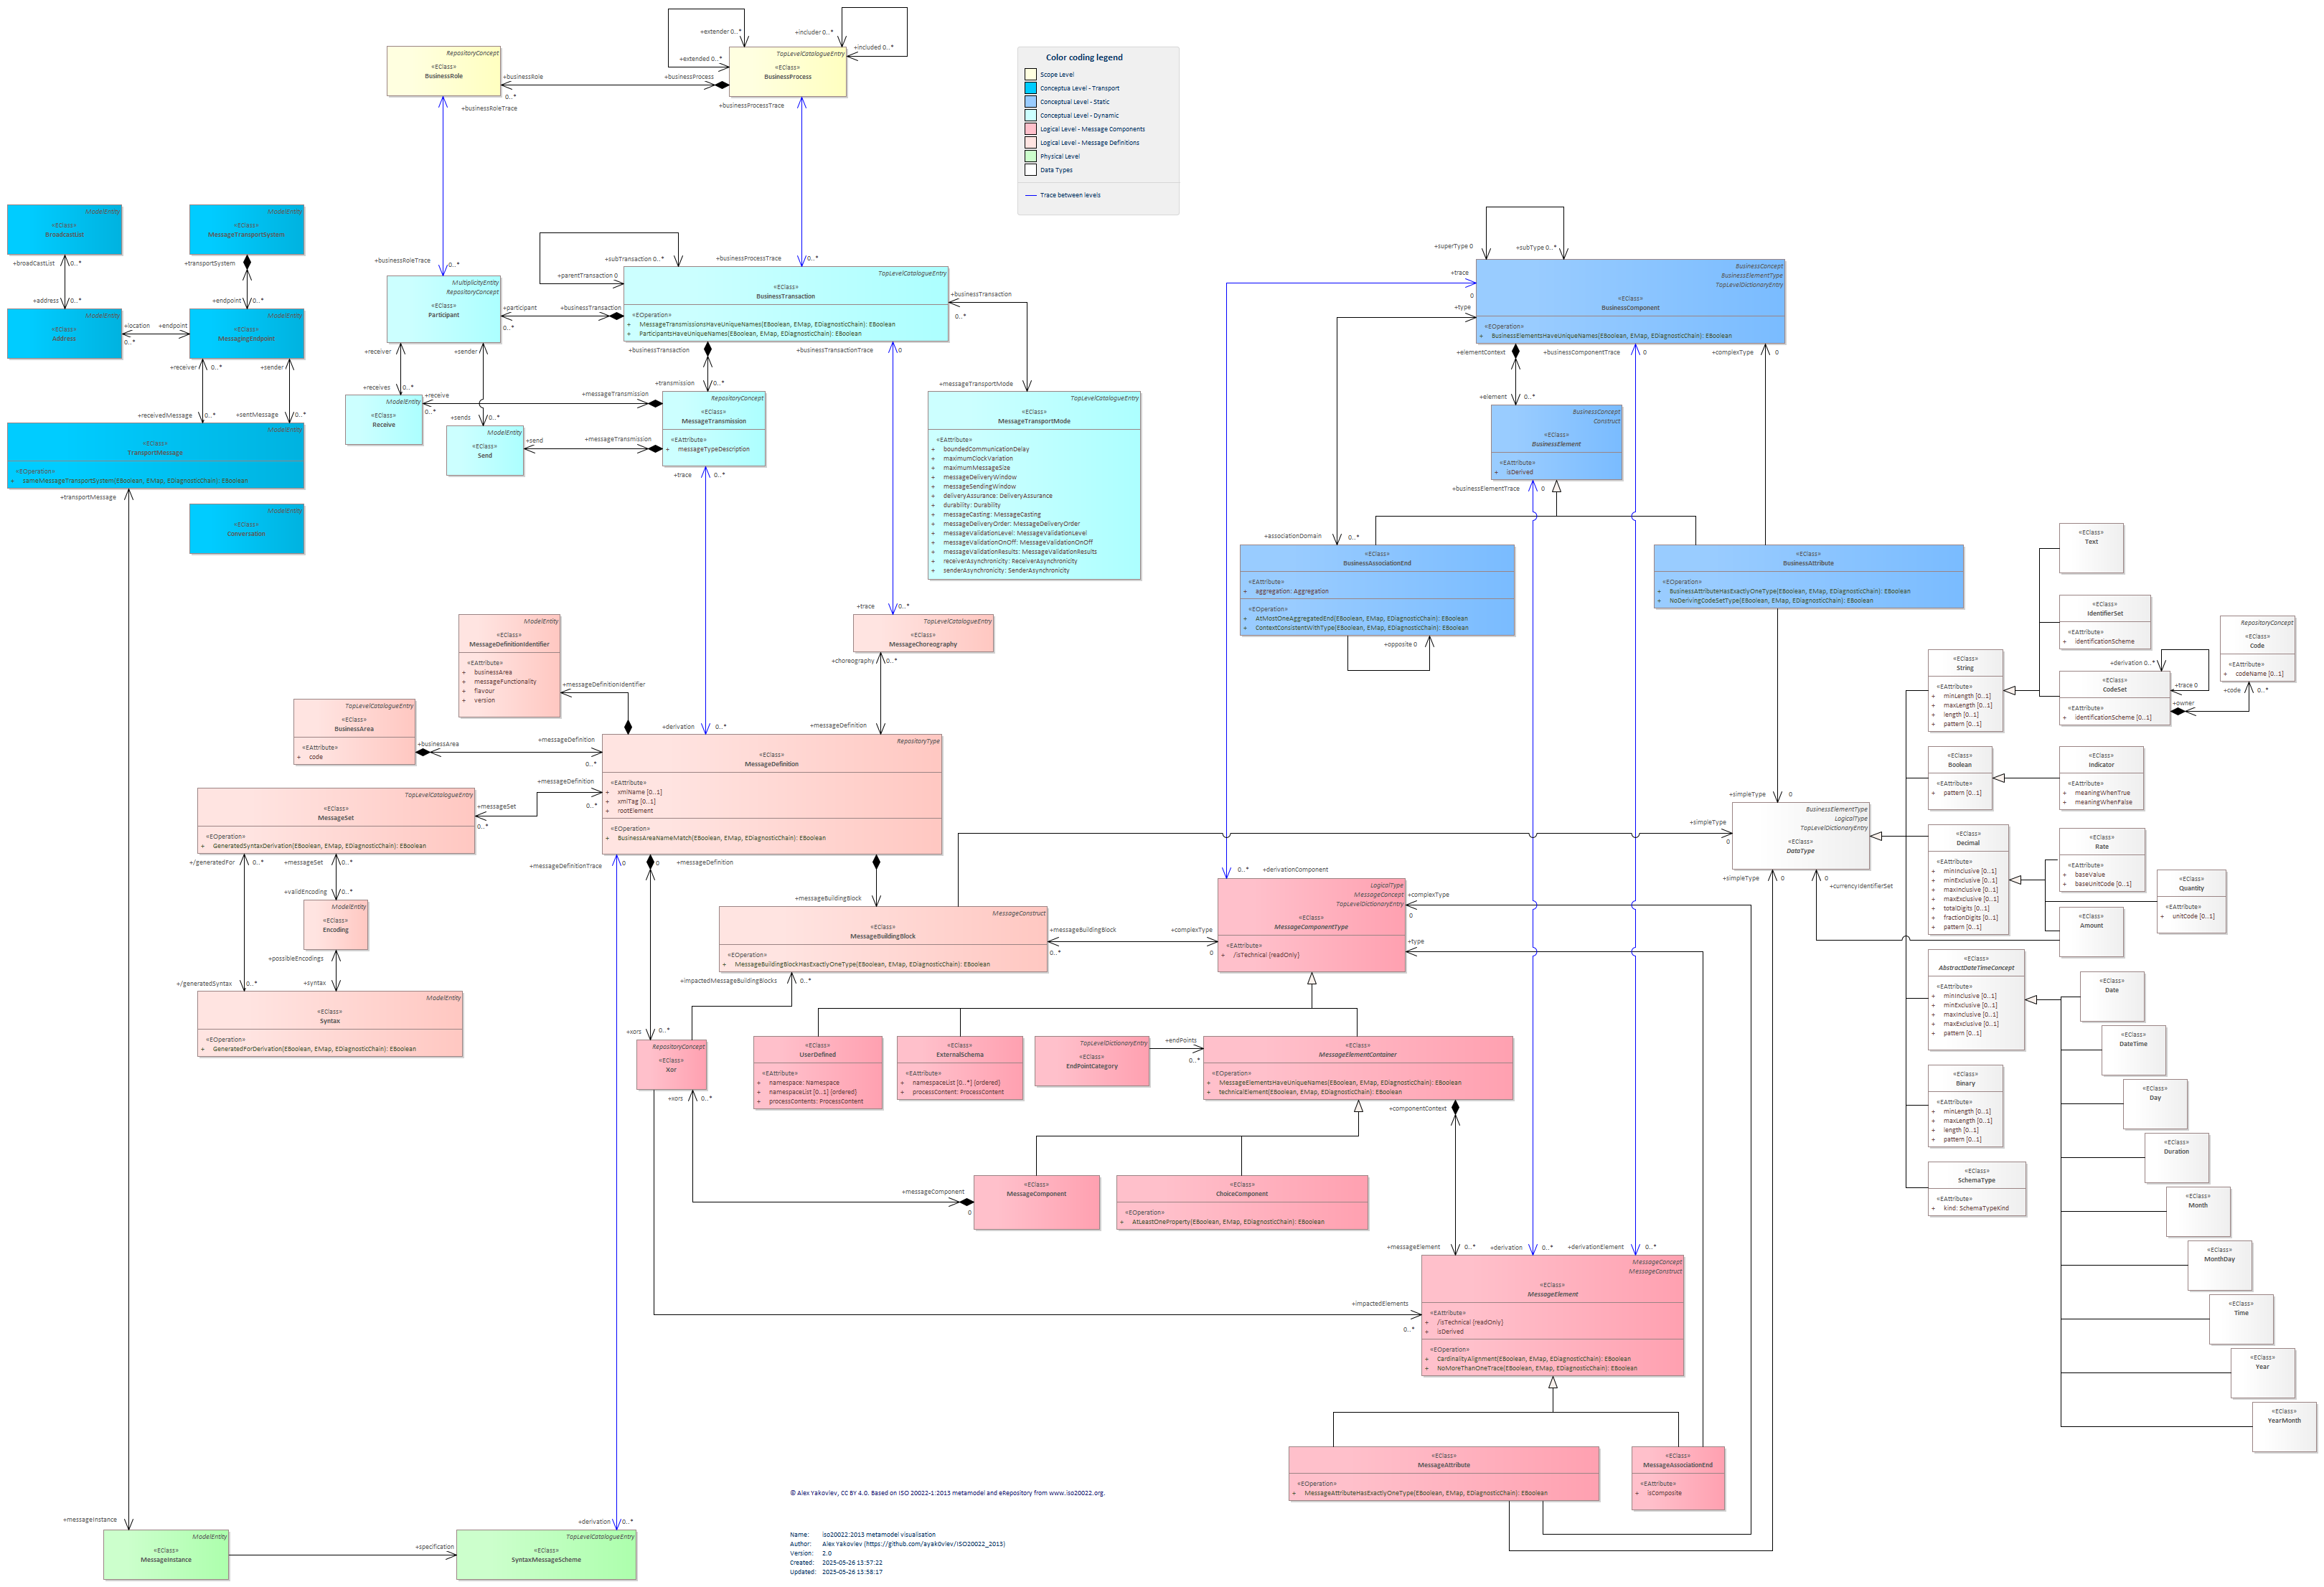 +extender 0..*
+includer 0..*
+included 0..*
+extended 0..*
RepositoryConcept
«EClass»
BusinessRole
+businessRole
0..*
+businessProcess
TopLevelCatalogueEntry
«EClass»
BusinessProcess
+businessRoleTrace
+businessProcessTrace
Color coding legend
Scope Level
Conceptua Level - Transport
Conceptual Level - Static
Conceptual Level - Dynamic
Logical Level - Message Components
Logical Level - Message Definitions
Physical Level
Data Types
Trace between levels
ModelEntity
«EClass»
BroadcastList
ModelEntity
«EClass»
MessageTransportSystem
+broadCastList
0..*
+transportSystem
+address
0..*
+endpoint
0..*
ModelEntity
«EClass»
Address
+location
0..*
+endpoint
ModelEntity
«EClass»
MessagingEndpoint
+receiver
0..*
+sender
+receivedMessage
0..*
+sentMessage
0..*
ModelEntity
«EClass»
TransportMessage
«EOperation»
+ sameMessageTransportSystem(EBoolean, EMap, EDiagnosticChain): EBoolean
+transportMessage
ModelEntity
«EClass»
Conversation
+businessRoleTrace
0..*
MultiplicityEntity
RepositoryConcept
«EClass»
Participant
+participant
0..*
+businessTransaction
+subTransaction 0..*
+parentTransaction 0
+businessProcessTrace
0..*
TopLevelCatalogueEntry
«EClass»
BusinessTransaction
«EOperation»
+ MessageTransmissionsHaveUniqueNames(EBoolean, EMap, EDiagnosticChain): EBoolean
+ ParticipantsHaveUniqueNames(EBoolean, EMap, EDiagnosticChain): EBoolean
+businessTransaction
0..*
+receiver
+sender
+businessTransaction
+businessTransactionTrace
0
+receives
0..*
+transmission
0..*
+messageTransportMode
ModelEntity
«EClass»
Receive
+receive
0..*
+messageTransmission
+sends
0..*
ModelEntity
«EClass»
Send
+send
+messageTransmission
RepositoryConcept
«EClass»
MessageTransmission
«EAttribute»
+ messageTypeDescription
+trace
0..*
TopLevelCatalogueEntry
«EClass»
MessageTransportMode
«EAttribute»
+ boundedCommunicationDelay
+ maximumClockVariation
+ maximumMessageSize
+ messageDeliveryWindow
+ messageSendingWindow
+ deliveryAssurance: DeliveryAssurance
+ durability: Durability
+ messageCasting: MessageCasting
+ messageDeliveryOrder: MessageDeliveryOrder
+ messageValidationLevel: MessageValidationLevel
+ messageValidationOnOff: MessageValidationOnOff
+ messageValidationResults: MessageValidationResults
+ receiverAsynchronicity: ReceiverAsynchronicity
+ senderAsynchronicity: SenderAsynchronicity
+superType 0
+subType 0..*
+trace
0
+type
BusinessConcept
BusinessElementType
TopLevelDictionaryEntry
«EClass»
BusinessComponent
«EOperation»
+ BusinessElementsHaveUniqueNames(EBoolean, EMap, EDiagnosticChain): EBoolean
+elementContext
+businessComponentTrace
0
+complexType
0
+element
0..*
BusinessConcept
Construct
«EClass»
BusinessElement
«EAttribute»
+ isDerived
+businessElementTrace
0
+associationDomain
0..*
«EClass»
BusinessAssociationEnd
«EAttribute»
+ aggregation: Aggregation
«EOperation»
+ AtMostOneAggregatedEnd(EBoolean, EMap, EDiagnosticChain): EBoolean
+ ContextConsistentWithType(EBoolean, EMap, EDiagnosticChain): EBoolean
+opposite 0
«EClass»
BusinessAttribute
«EOperation»
+ BusinessAttributeHasExactlyOneType(EBoolean, EMap, EDiagnosticChain): EBoolean
+ NoDerivingCodeSetType(EBoolean, EMap, EDiagnosticChain): EBoolean
«EClass»
Text
«EClass»
IdentifierSet
«EAttribute»
+ identificationScheme
RepositoryConcept
«EClass»
Code
«EAttribute»
+ codeName [0..1]
+derivation 0..*
+trace 0
+code
0..*
«EClass»
CodeSet
«EAttribute»
+ identificationScheme [0..1]
+owner
«EClass»
String
«EAttribute»
+ minLength [0..1]
+ maxLength [0..1]
+ length [0..1]
+ pattern [0..1]
«EClass»
Boolean
«EAttribute»
+ pattern [0..1]
«EClass»
Indicator
«EAttribute»
+ meaningWhenTrue
+ meaningWhenFalse
+simpleType
0
BusinessElementType
LogicalType
TopLevelDictionaryEntry
«EClass»
DataType
+simpleType
0
+simpleType
0
0
+currencyIdentifierSet
«EClass»
Decimal
«EAttribute»
+ minInclusive [0..1]
+ minExclusive [0..1]
+ maxInclusive [0..1]
+ maxExclusive [0..1]
+ totalDigits [0..1]
+ fractionDigits [0..1]
+ pattern [0..1]
«EClass»
Rate
«EAttribute»
+ baseValue
+ baseUnitCode [0..1]
«EClass»
Quantity
«EAttribute»
+ unitCode [0..1]
«EClass»
Amount
«EClass»
AbstractDateTimeConcept
«EAttribute»
+ minInclusive [0..1]
+ minExclusive [0..1]
+ maxInclusive [0..1]
+ maxExclusive [0..1]
+ pattern [0..1]
«EClass»
Date
«EClass»
DateTime
«EClass»
Binary
«EAttribute»
+ minLength [0..1]
+ maxLength [0..1]
+ length [0..1]
+ pattern [0..1]
«EClass»
Day
«EClass»
Duration
«EClass»
SchemaType
«EAttribute»
+ kind: SchemaTypeKind
«EClass»
Month
«EClass»
MonthDay
«EClass»
Time
«EClass»
Year
«EClass»
YearMonth
ModelEntity
«EClass»
MessageDefinitionIdentifier
«EAttribute»
+ businessArea
+ messageFunctionality
+ flavour
+ version
+messageDefinitionIdentifier
+trace
0..*
TopLevelCatalogueEntry
«EClass»
MessageChoreography
+choreography
0..*
TopLevelCatalogueEntry
«EClass»
BusinessArea
«EAttribute»
+ code
+businessArea
+messageDefinition
0..*
+derivation
0..*
+messageDefinition
RepositoryType
«EClass»
MessageDefinition
«EAttribute»
+ xmlName [0..1]
+ xmlTag [0..1]
+ rootElement
«EOperation»
+ BusinessAreaNameMatch(EBoolean, EMap, EDiagnosticChain): EBoolean
+messageDefinition
0..*
TopLevelCatalogueEntry
«EClass»
MessageSet
«EOperation»
+ GeneratedSyntaxDerivation(EBoolean, EMap, EDiagnosticChain): EBoolean
+messageSet
0..*
+/generatedFor
0..*
+messageSet
0..*
+messageDefinitionTrace
0
0
+messageDefinition
+validEncoding
0..*
ModelEntity
«EClass»
Encoding
+possibleEncodings
+/generatedSyntax
0..*
+syntax
ModelEntity
«EClass»
Syntax
«EOperation»
+ GeneratedForDerivation(EBoolean, EMap, EDiagnosticChain): EBoolean
+messageBuildingBlock
MessageConstruct
«EClass»
MessageBuildingBlock
«EOperation»
+ MessageBuildingBlockHasExactlyOneType(EBoolean, EMap, EDiagnosticChain): EBoolean
+messageBuildingBlock
0..*
+complexType
0
+impactedMessageBuildingBlocks
0..*
0..*
+derivationComponent
LogicalType
MessageConcept
TopLevelDictionaryEntry
«EClass»
MessageComponentType
«EAttribute»
+ /isTechnical {readOnly}
+complexType
0
+type
+xors
0..*
RepositoryConcept
«EClass»
Xor
+xors
0..*
«EClass»
UserDefined
«EAttribute»
+ namespace: Namespace
+ namespaceList [0..1] {ordered}
+ processContents: ProcessContent
«EClass»
ExternalSchema
«EAttribute»
+ namespaceList [0..*] {ordered}
+ processContent: ProcessContent
TopLevelDictionaryEntry
«EClass»
EndPointCategory
+endPoints
0..*
«EClass»
MessageElementContainer
«EOperation»
+ MessageElementsHaveUniqueNames(EBoolean, EMap, EDiagnosticChain): EBoolean
+ technicalElement(EBoolean, EMap, EDiagnosticChain): EBoolean
+componentContext
+messageComponent
0
«EClass»
MessageComponent
«EClass»
ChoiceComponent
«EOperation»
+ AtLeastOneProperty(EBoolean, EMap, EDiagnosticChain): EBoolean
+messageElement
0..*
+derivation
0..*
+derivationElement
0..*
MessageConcept
MessageConstruct
«EClass»
MessageElement
«EAttribute»
+ /isTechnical {readOnly}
+ isDerived
«EOperation»
+ CardinalityAlignment(EBoolean, EMap, EDiagnosticChain): EBoolean
+ NoMoreThanOneTrace(EBoolean, EMap, EDiagnosticChain): EBoolean
+impactedElements
0..*
«EClass»
MessageAttribute
«EOperation»
+ MessageAttributeHasExactlyOneType(EBoolean, EMap, EDiagnosticChain): EBoolean
«EClass»
MessageAssociationEnd
«EAttribute»
+ isComposite
© Alex Yakovlev, CC BY 4.0. Based on ISO 20022-1:2013 metamodel and eRepository from www.iso20022.org.
+messageInstance
ModelEntity
«EClass»
MessageInstance
+specification
+derivation
0..*
TopLevelCatalogueEntry
«EClass»
SyntaxMessageScheme
Name: iso20022:2013 metamodel visualisation
Author: Alex Yakovlev (https://github.com/ayak0vlev/ISO20022_2013)
Version: 2.0
Created: 2025-05-26 13:57:22
Updated: 2025-05-26 13:58:17